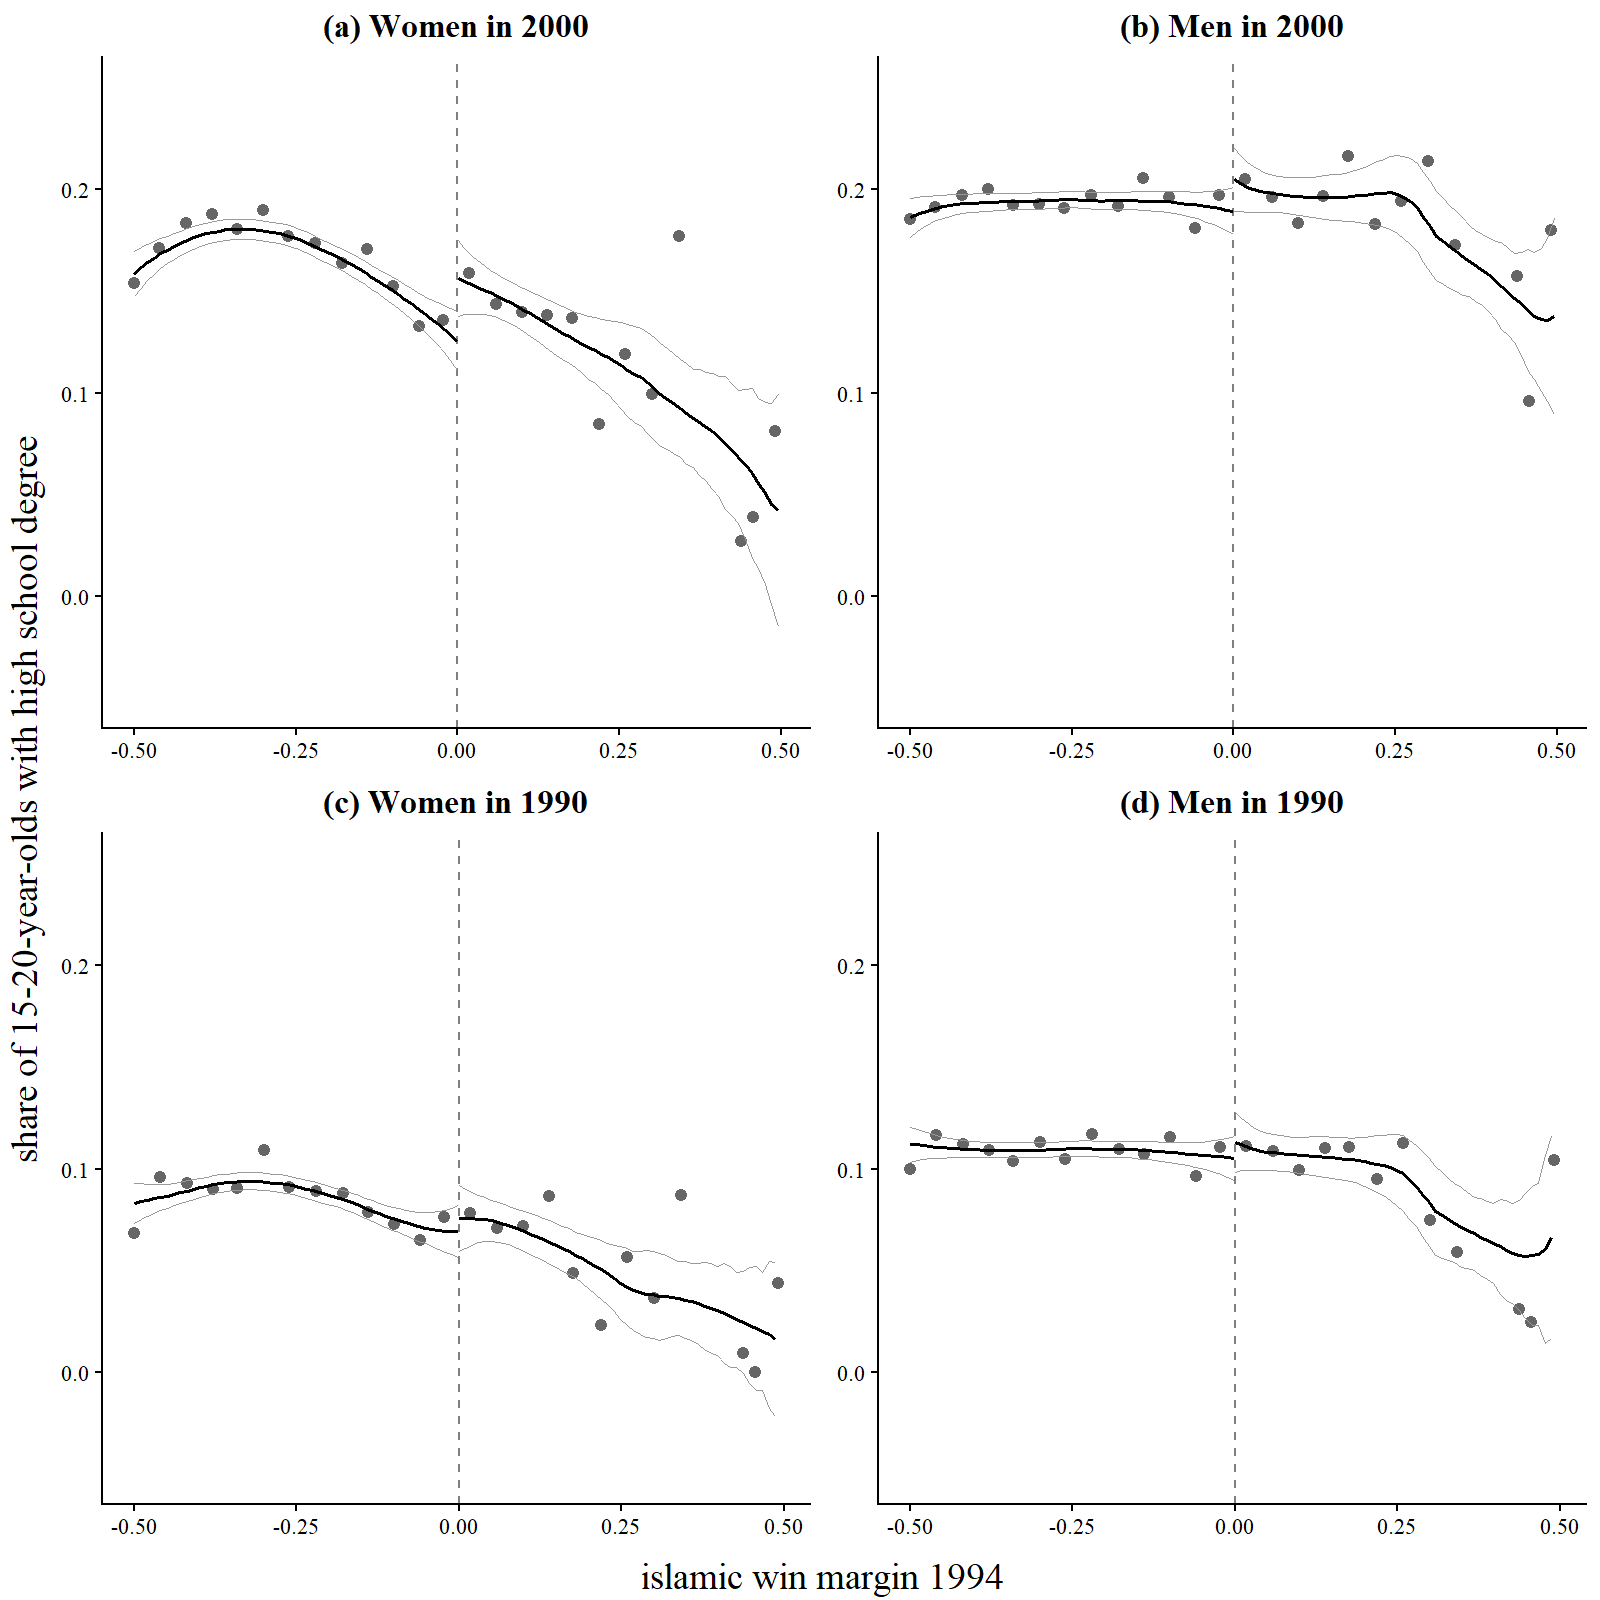 (a) Women in 2000
(b) Men in 2000
0.2
0.1
0.0
-0.50 -0.25 0.00 0.25 0.50
0.2
0.1
0.0
-0.50 -0.25 0.00 0.25 0.50
share of 15-20-year-olds with high school degree
(c) Women in 1990
(d) Men in 1990
0.2
0.1
0.0
-0.50 -0.25 0.00 0.25 0.50
0.2
0.1
0.0
-0.50 -0.25 0.00 0.25 0.50
islamic win margin 1994